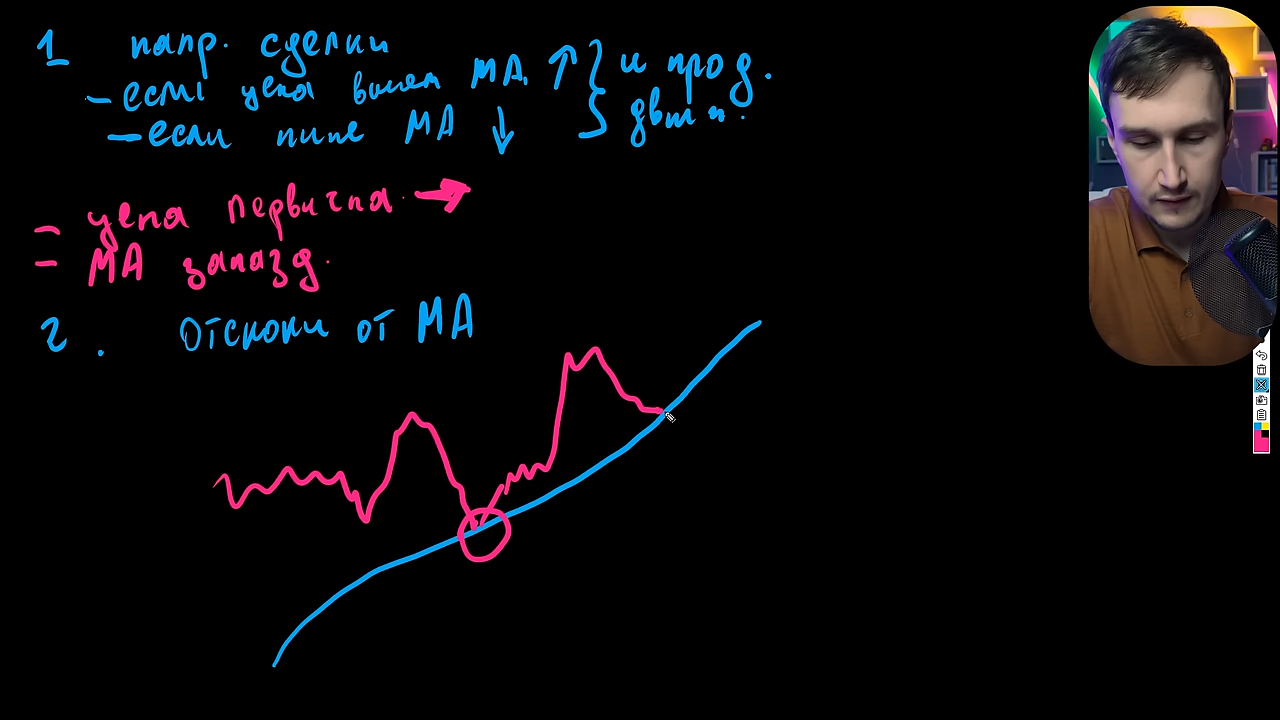 1 напр. сделки
- если цена выше МА ↑ } и прод. движ.
- если ниже МА ↓
- цена первична →
- МА запазд.
2. Отскоки от МА